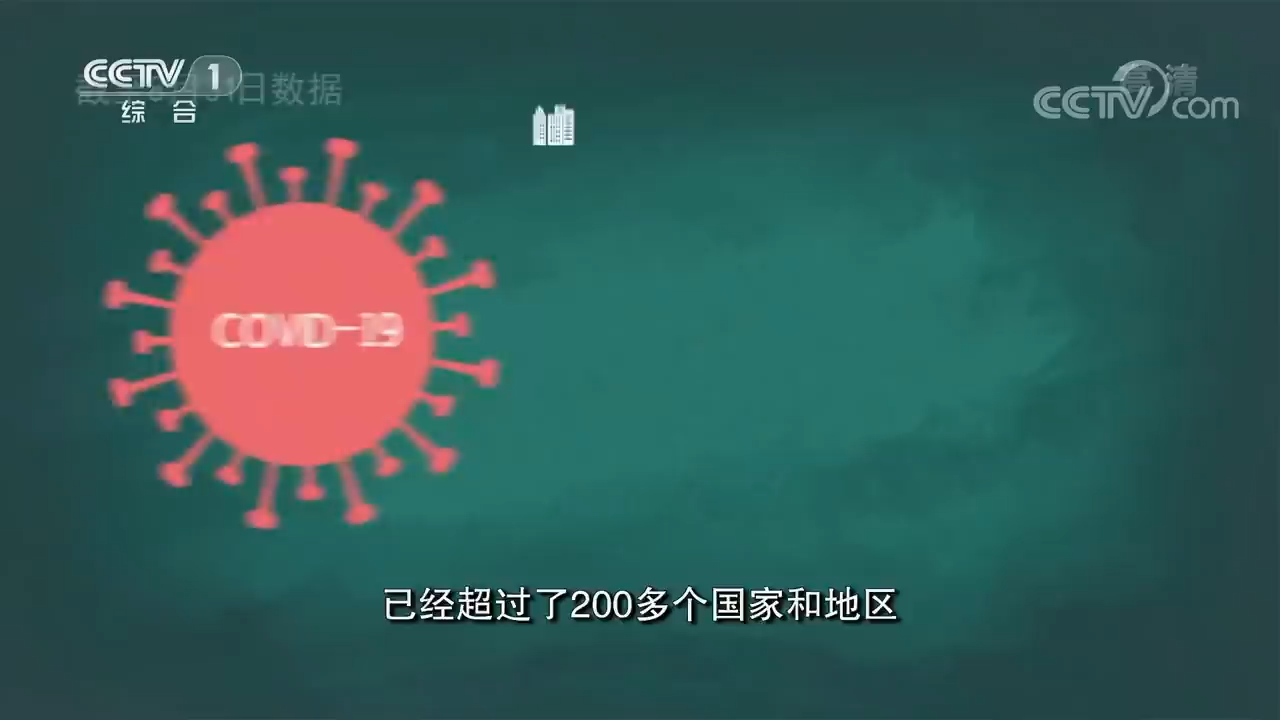 CCTV 1
综合
日数据
高清
CCTV.com
COVID-19
已经超过了200多个国家和地区